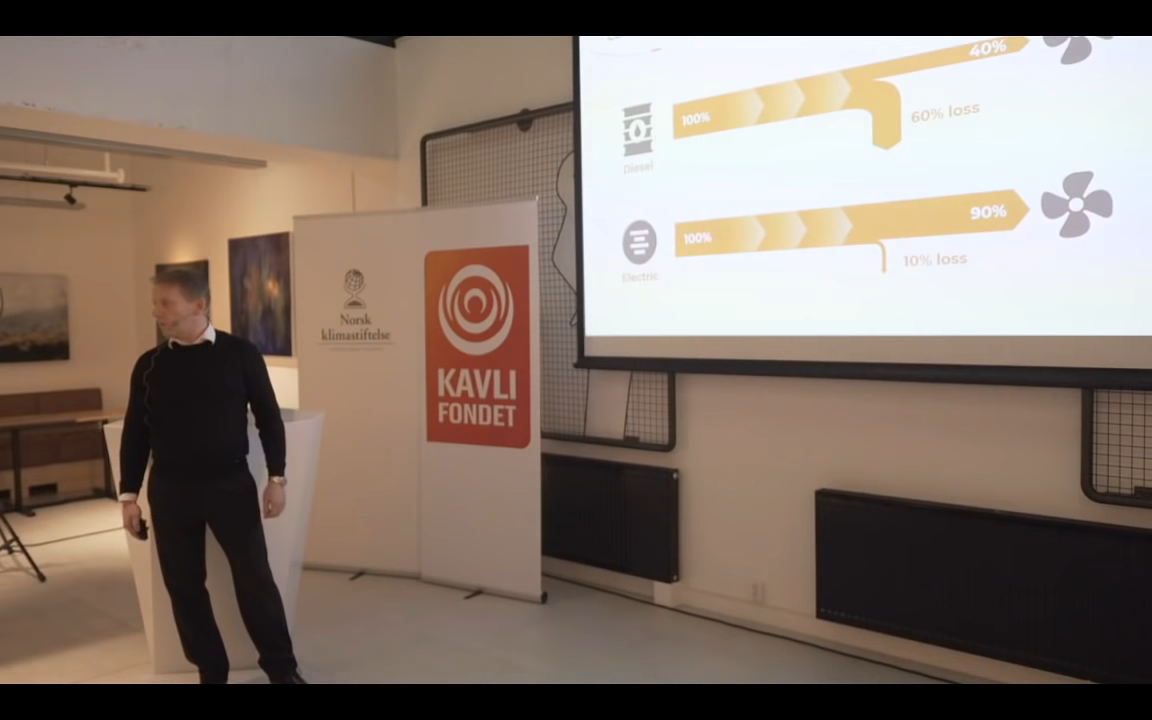 40%
100%
60% loss
Diesel
90%
100%
10% loss
Electric
Norsk
klimastiftelse
KAVLI
FONDET